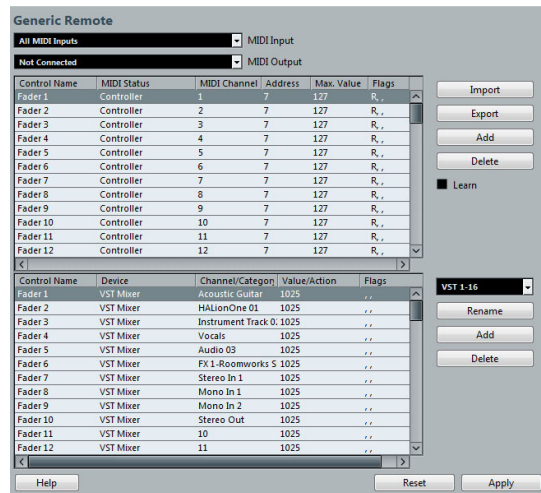 Generic Remote
All MIDI Inputs MIDI Input
Not Connected MIDI Output
Control Name MIDI Status MIDI Channel Address Max. Value Flags
Fader 1 Controller 1 7 127 R, ,
Fader 2 Controller 2 7 127 R, ,
Fader 3 Controller 3 7 127 R, ,
Fader 4 Controller 4 7 127 R, ,
Fader 5 Controller 5 7 127 R, ,
Fader 6 Controller 6 7 127 R, ,
Fader 7 Controller 7 7 127 R, ,
Fader 8 Controller 8 7 127 R, ,
Fader 9 Controller 9 7 127 R, ,
Fader 10 Controller 10 7 127 R, ,
Fader 11 Controller 11 7 127 R, ,
Fader 12 Controller 12 7 127 R, ,
Import
Export
Add
Delete
Learn
Control Name Device Channel/Categor Value/Action Flags
Fader 1 VST Mixer Acoustic Guitar 1025 , ,
Fader 2 VST Mixer HALionOne 01 1025 , ,
Fader 3 VST Mixer Instrument Track 0: 1025 , ,
Fader 4 VST Mixer Vocals 1025 , ,
Fader 5 VST Mixer Audio 03 1025 , ,
Fader 6 VST Mixer FX 1-Roomworks S 1025 , ,
Fader 7 VST Mixer Stereo In 1 1025 , ,
Fader 8 VST Mixer Mono In 1 1025 , ,
Fader 9 VST Mixer Mono In 2 1025 , ,
Fader 10 VST Mixer Stereo Out 1025 , ,
Fader 11 VST Mixer 10 1025 , ,
Fader 12 VST Mixer 11 1025 , ,
VST 1-16
Rename
Add
Delete
Help Reset Apply